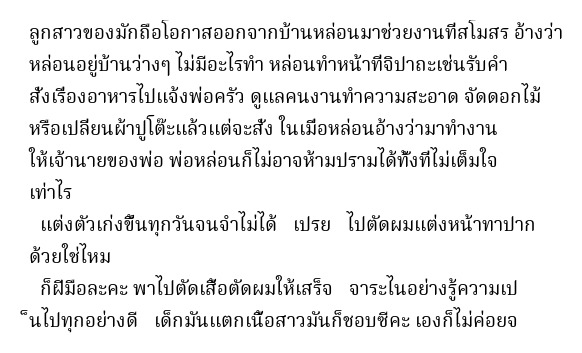 ลูกสาวของมักถือโอกาสออกจากบ้านหล่อนมาช่วยงานที่สโมสร อ้างว่า
หล่อนอยู่บ้านว่างๆ ไม่มีอะไรทำ หล่อนทำหน้าที่จิปาถะเช่นรับคำ
สั่งเรื่องอาหารไปแจ้งพ่อครัว ดูแลคนงานทำความสะอาด จัดดอกไม้
หรือเปลี่ยนผ้าปูโต๊ะแล้วแต่จะสั่ง ในเมื่อหล่อนอ้างว่ามาทำงาน
ให้เจ้านายของพ่อ พ่อหล่อนก็ไม่อาจห้ามปรามได้ทั้งที่ไม่เต็มใจ
เท่าไร
แต่งตัวเก่งขึ้นทุกวันจนจำไม่ได้ เปรย ไปตัดผมแต่งหน้าทาปาก
ด้วยใช่ไหม
ก็ฝีมือละคะ พาไปตัดเสื้อตัดผมให้เสร็จ จาระไนอย่างรู้ความเป
็นไปทุกอย่างดี เด็กมันแตกเนื้อสาวมันก็ชอบซีคะ เองก็ไม่ค่อยจ